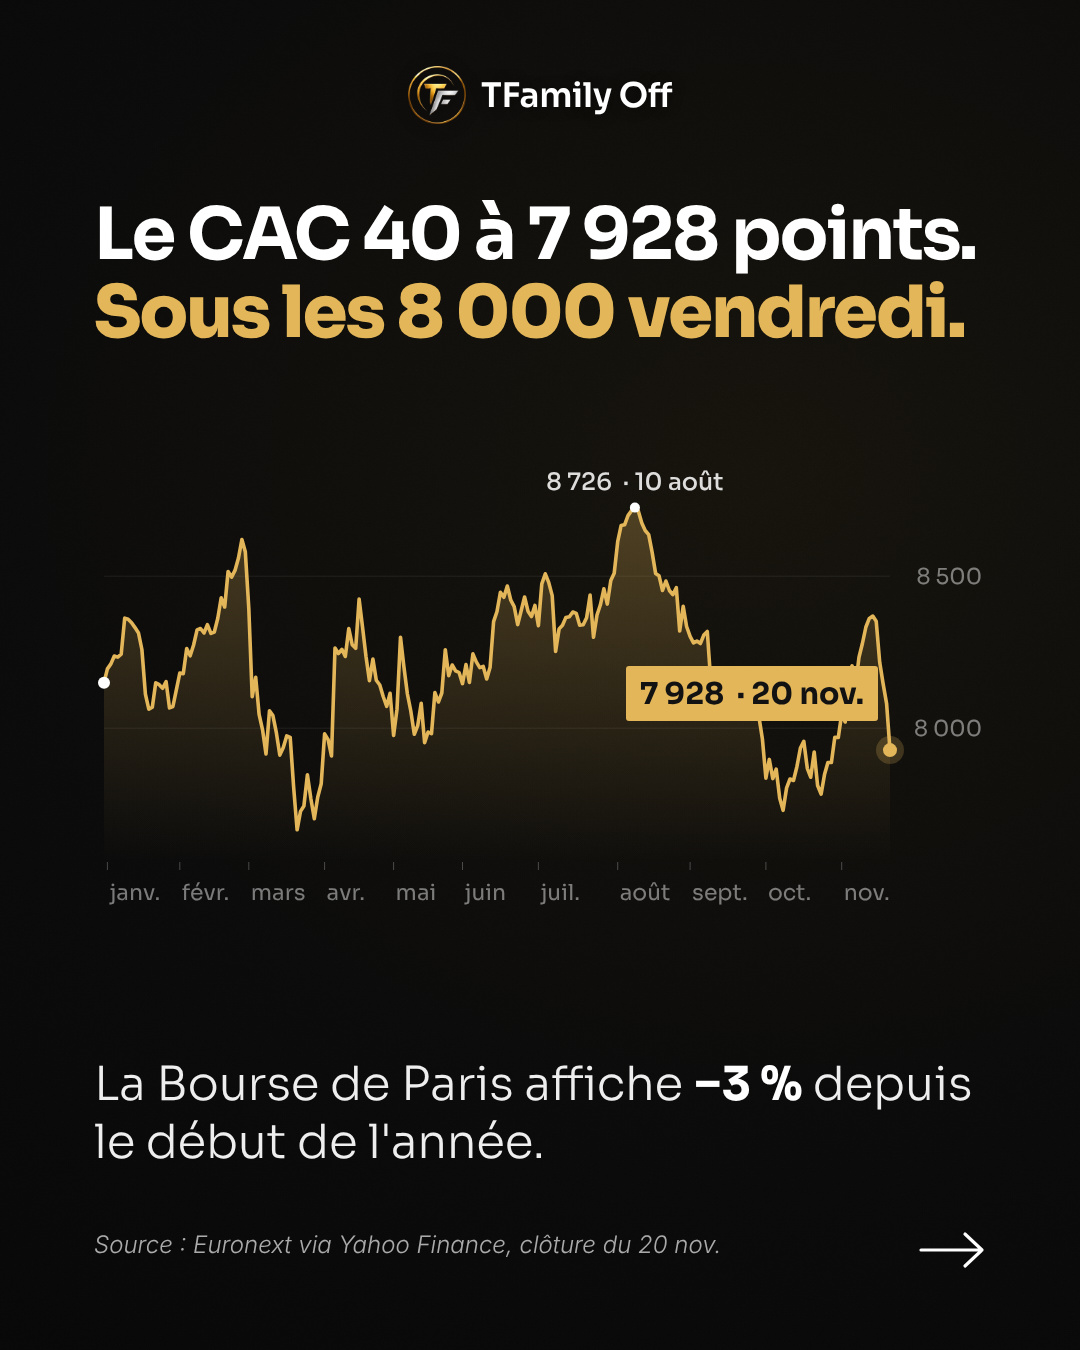 TF TFamily Off
Le CAC 40 à 7 928 points.
Sous les 8 000 vendredi.
8 726 · 10 août
8 500
7 928 · 20 nov.
8 000
janv. févr. mars avr. mai juin juil. août sept. oct. nov.
La Bourse de Paris affiche −3 % depuis
le début de l'année.
Source : Euronext via Yahoo Finance, clôture du 20 nov.